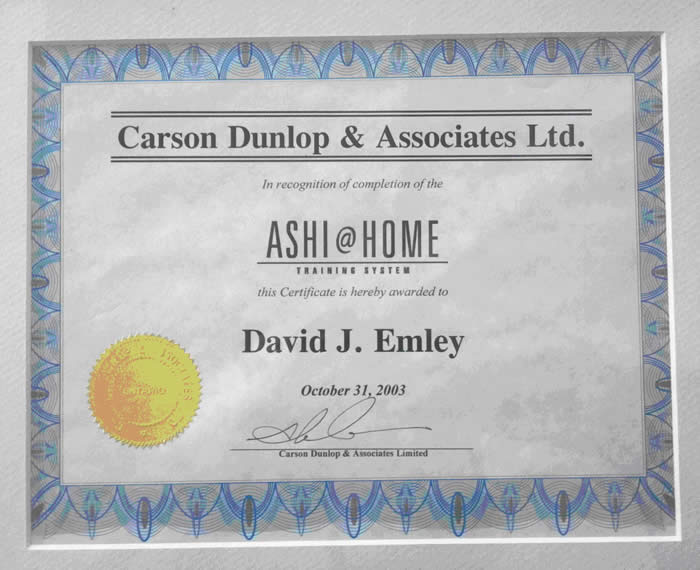 Carson Dunlop & Associates Ltd.
In recognition of completion of the
ASHI@HOME
TRAINING SYSTEM
this Certificate is hereby awarded to
David J. Emley
October 31, 2003
Carson Dunlop & Associates Limited